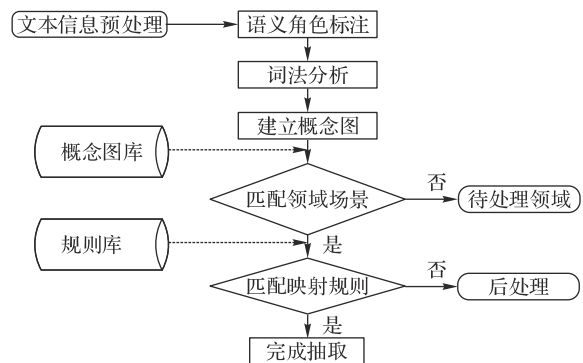 文本信息预处理
语义角色标注
词法分析
建立概念图
概念图库
匹配领域场景
否
待处理领域
规则库
是
匹配映射规则
否
后处理
是
完成抽取